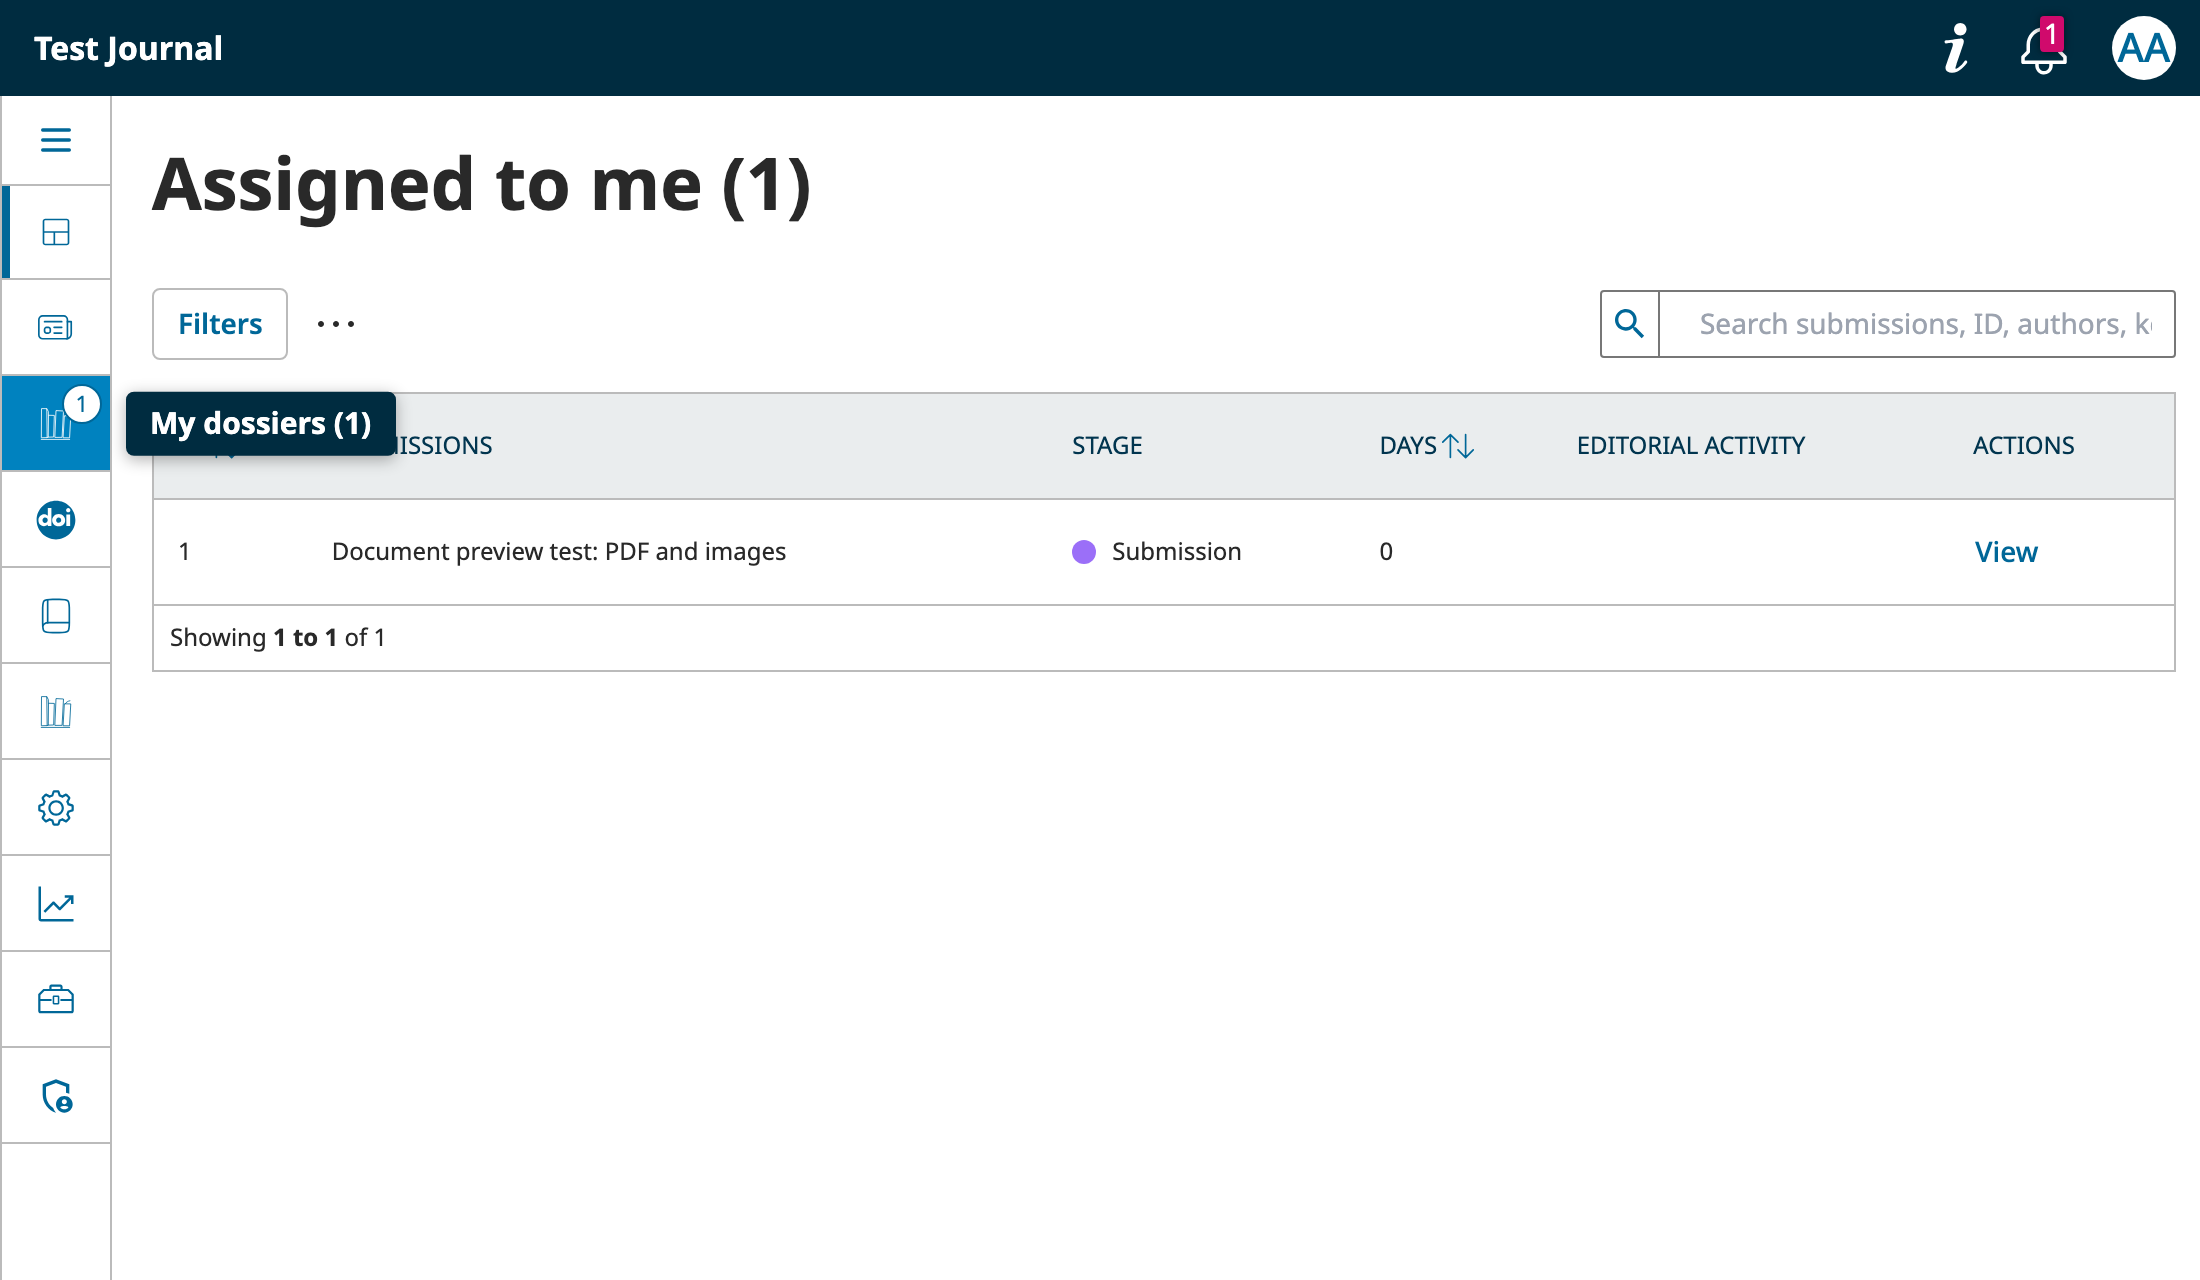 Test Journal
1
AA
Assigned to me (1)
Filters
Search submissions, ID, authors,
1
My dossiers (1)
STAGE
DAYS
EDITORIAL ACTIVITY
ACTIONS
doi
1
Document preview test: PDF and images
Submission
0
View
Showing 1 to 1 of 1